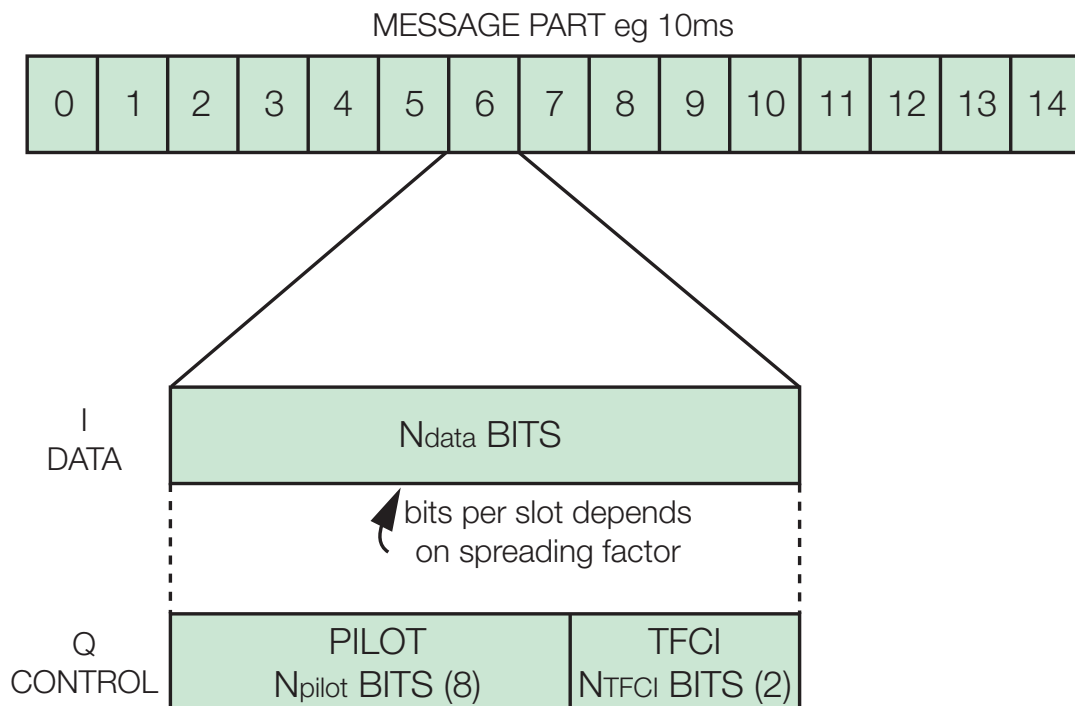 MESSAGE PART eg 10ms
0 1 2 3 4 5 6 7 8 9 10 11 12 13 14
I
DATA
Ndata BITS
bits per slot depends
on spreading factor
Q
CONTROL
PILOT
Npilot BITS (8)
TFCI
NTFCI BITS (2)